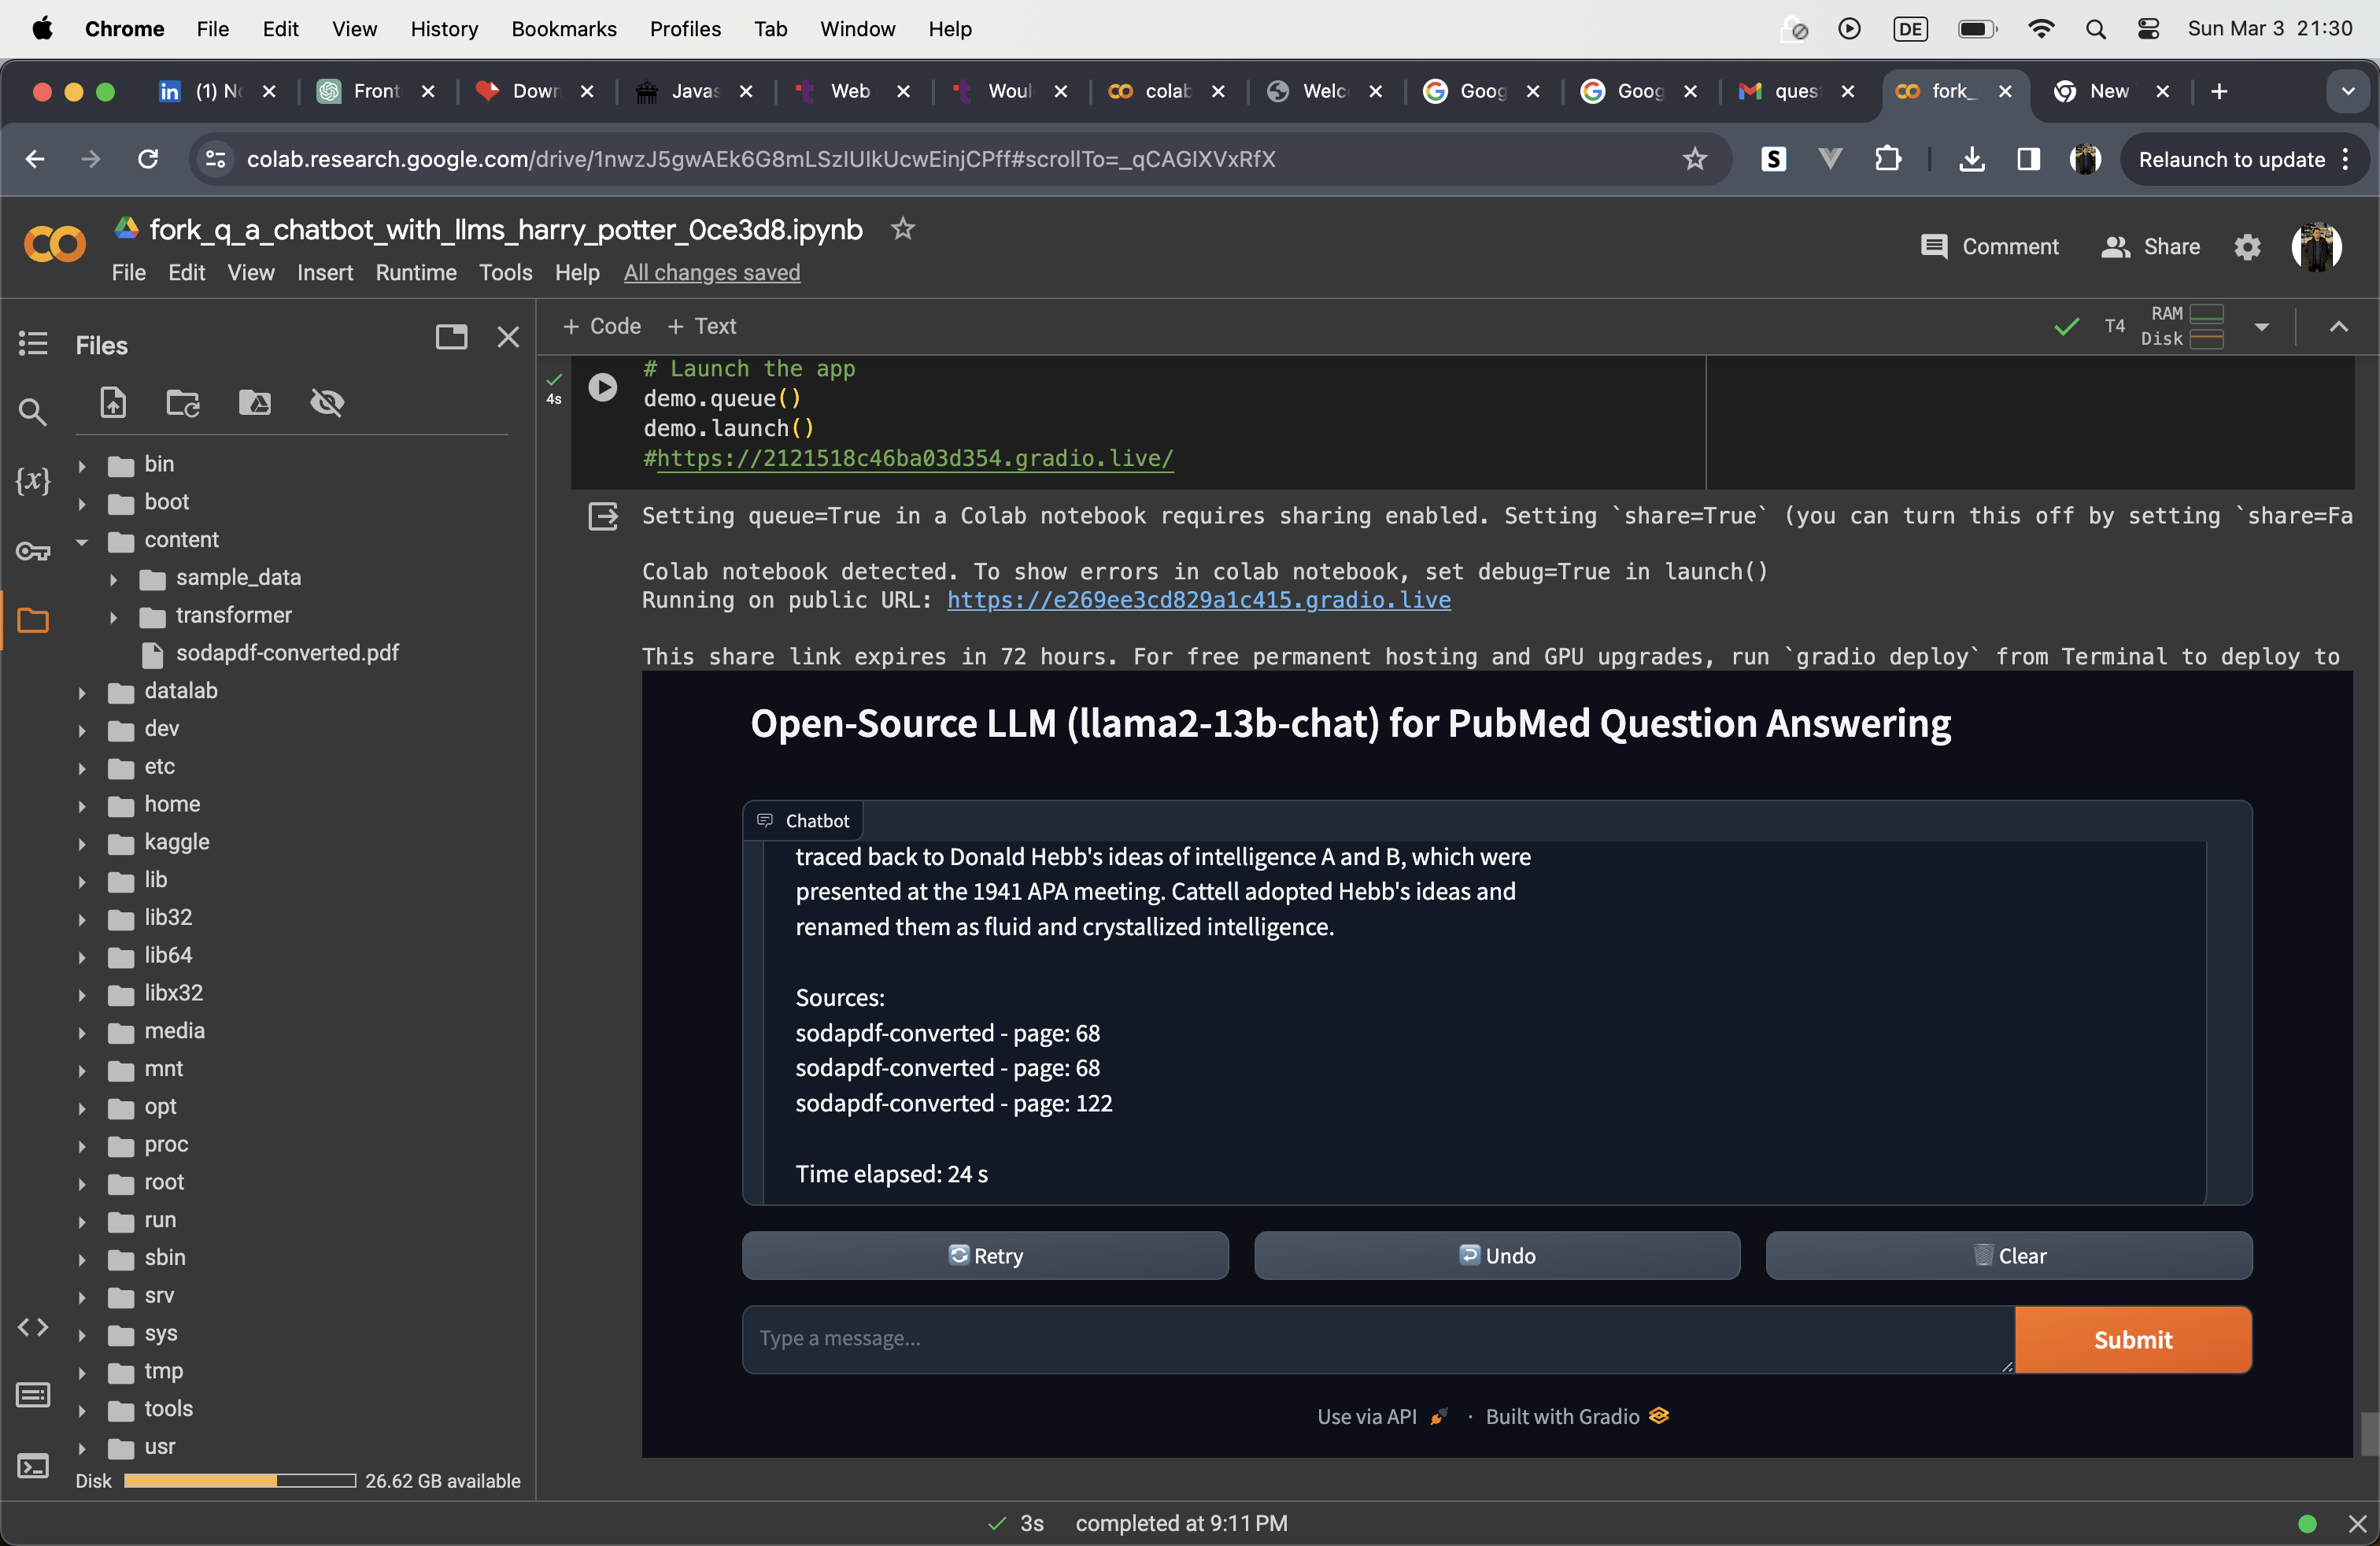 Chrome File Edit View History Bookmarks Profiles Tab Window Help DE Sun Mar 3 21:30
(1) No Front Down Javas Web Woul colab Welc Goog Goog ques fork_ New
colab.research.google.com/drive/1nwzJ5gwAEk6G8mLSzIUIkUcwEinjCPff#scrollTo=_qCAGlXVxRfX S Relaunch to update
fork_q_a_chatbot_with_llms_harry_potter_0ce3d8.ipynb
Comment Share
File Edit View Insert Runtime Tools Help All changes saved
Files
+ Code + Text
T4 RAM
Disk
{x}
bin
boot
content
sample_data
transformer
sodapdf-converted.pdf
datalab
dev
etc
home
kaggle
lib
lib32
lib64
libx32
media
mnt
opt
proc
root
run
sbin
srv
sys
tmp
tools
usr
Disk 26.62 GB available
4s
# Launch the app
demo.queue()
demo.launch()
#https://2121518c46ba03d354.gradio.live/
Setting queue=True in a Colab notebook requires sharing enabled. Setting `share=True` (you can turn this off by setting `share=Fa
Colab notebook detected. To show errors in colab notebook, set debug=True in launch()
Running on public URL: https://e269ee3cd829a1c415.gradio.live
This share link expires in 72 hours. For free permanent hosting and GPU upgrades, run `gradio deploy` from Terminal to deploy to
Open-Source LLM (llama2-13b-chat) for PubMed Question Answering
Chatbot
traced back to Donald Hebb's ideas of intelligence A and B, which were
presented at the 1941 APA meeting. Cattell adopted Hebb's ideas and
renamed them as fluid and crystallized intelligence.
Sources:
sodapdf-converted - page: 68
sodapdf-converted - page: 68
sodapdf-converted - page: 122
Time elapsed: 24 s
Retry Undo Clear
Type a message...
Submit
Use via API · Built with Gradio
3s completed at 9:11 PM